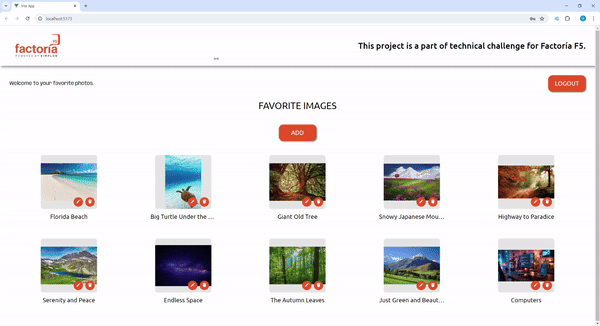 Vite App
localhost:5173
factoría
F5
POWERED BY SIMPLON
This project is a part of technical challenge for Factoría F5.
Welcome to your favorite photos.
LOGOUT
FAVORITE IMAGES
ADD
Florida Beach
Big Turtle Under the ...
Giant Old Tree
Snowy Japanese Mou...
Highway to Paradice
Serenity and Peace
Endless Space
The Autumn Leaves
Just Green and Beaut...
Computers